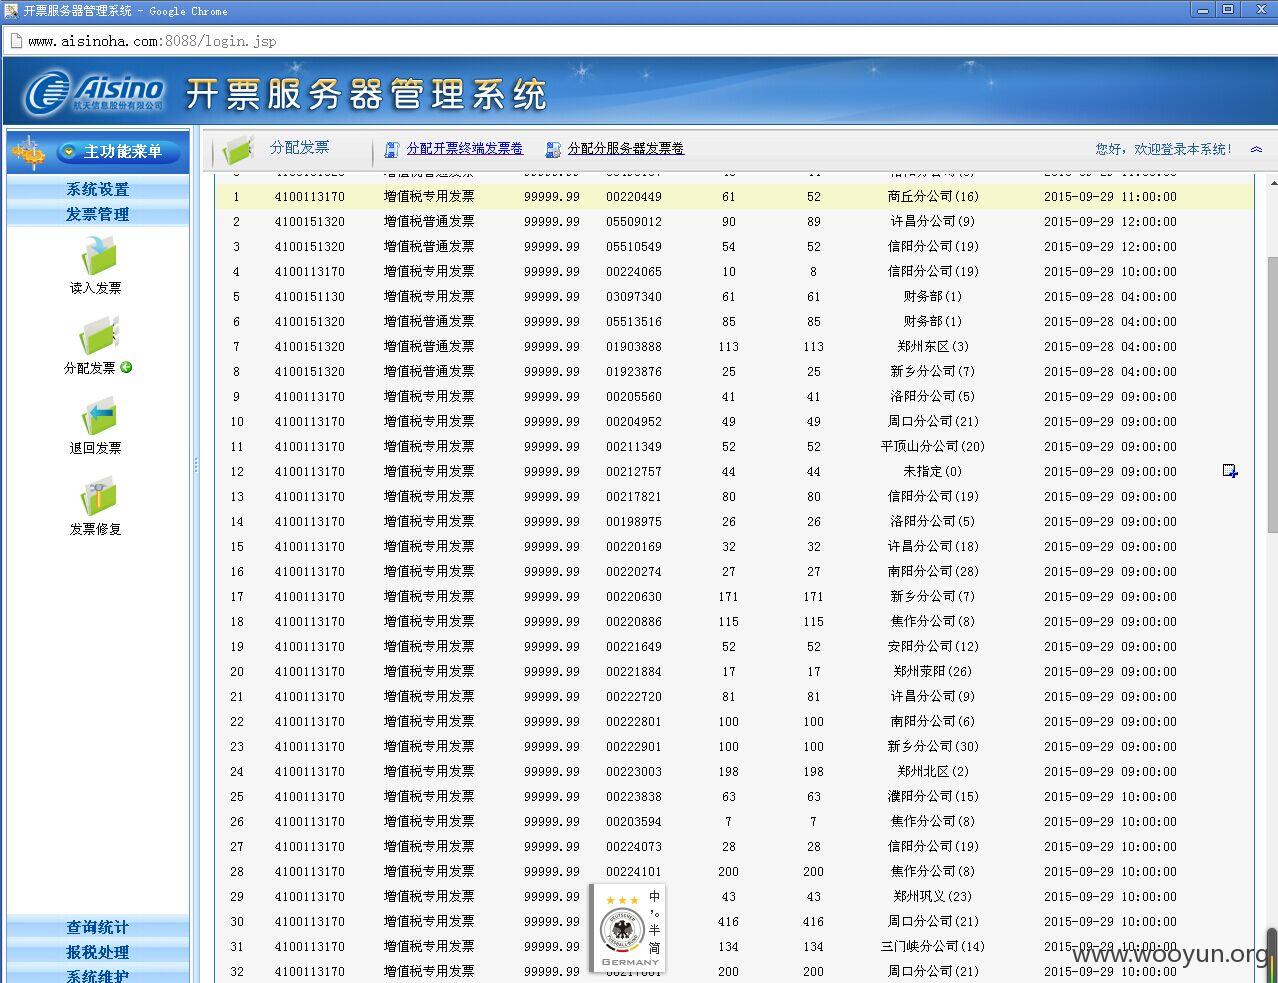 开票服务器管理系统 - Google Chrome
www.aisinoha.com:8088/login.jsp
Aisino
航天信息股份有限公司
开票服务器管理系统
主功能菜单
系统设置
发票管理
读入发票
分配发票
退回发票
发票修复
查询统计
报税处理
系统维护
分配发票 分配开票终端发票卷 分配分服务器发票卷 您好，欢迎登录本系统！
1 4100113170 增值税专用发票 99999.99 00220449 61 52 商丘分公司(16) 2015-09-29 11:00:00
2 4100151320 增值税普通发票 99999.99 05509012 90 89 许昌分公司(9) 2015-09-29 12:00:00
3 4100151320 增值税普通发票 99999.99 05510549 54 52 信阳分公司(19) 2015-09-29 12:00:00
4 4100113170 增值税专用发票 99999.99 00224065 10 8 信阳分公司(19) 2015-09-29 10:00:00
5 4100151130 增值税专用发票 99999.99 03097340 61 61 财务部(1) 2015-09-28 04:00:00
6 4100151320 增值税普通发票 99999.99 05513516 85 85 财务部(1) 2015-09-28 04:00:00
7 4100151320 增值税普通发票 99999.99 01903888 113 113 郑州东区(3) 2015-09-28 04:00:00
8 4100151320 增值税普通发票 99999.99 01923876 25 25 新乡分公司(7) 2015-09-28 04:00:00
9 4100113170 增值税专用发票 99999.99 00205560 41 41 洛阳分公司(5) 2015-09-29 09:00:00
10 4100113170 增值税专用发票 99999.99 00204952 49 49 周口分公司(21) 2015-09-29 09:00:00
11 4100113170 增值税专用发票 99999.99 00211349 52 52 平顶山分公司(20) 2015-09-29 09:00:00
12 4100113170 增值税专用发票 99999.99 00212757 44 44 未指定(0) 2015-09-29 09:00:00
13 4100113170 增值税专用发票 99999.99 00217821 80 80 信阳分公司(19) 2015-09-29 09:00:00
14 4100113170 增值税专用发票 99999.99 00198975 26 26 洛阳分公司(5) 2015-09-29 09:00:00
15 4100113170 增值税专用发票 99999.99 00220169 32 32 许昌分公司(18) 2015-09-29 09:00:00
16 4100113170 增值税专用发票 99999.99 00220274 27 27 南阳分公司(28) 2015-09-29 09:00:00
17 4100113170 增值税专用发票 99999.99 00220630 171 171 新乡分公司(7) 2015-09-29 09:00:00
18 4100113170 增值税专用发票 99999.99 00220886 115 115 焦作分公司(8) 2015-09-29 09:00:00
19 4100113170 增值税专用发票 99999.99 00221649 52 52 安阳分公司(12) 2015-09-29 09:00:00
20 4100113170 增值税专用发票 99999.99 00221884 17 17 郑州荥阳(26) 2015-09-29 09:00:00
21 4100113170 增值税专用发票 99999.99 00222720 81 81 许昌分公司(9) 2015-09-29 09:00:00
22 4100113170 增值税专用发票 99999.99 00222801 100 100 南阳分公司(6) 2015-09-29 09:00:00
23 4100113170 增值税专用发票 99999.99 00222901 100 100 新乡分公司(30) 2015-09-29 09:00:00
24 4100113170 增值税专用发票 99999.99 00223003 198 198 郑州北区(2) 2015-09-29 09:00:00
25 4100113170 增值税专用发票 99999.99 00223838 63 63 濮阳分公司(15) 2015-09-29 10:00:00
26 4100113170 增值税专用发票 99999.99 00203594 7 7 焦作分公司(8) 2015-09-29 10:00:00
27 4100113170 增值税专用发票 99999.99 00224073 28 28 信阳分公司(19) 2015-09-29 10:00:00
28 4100113170 增值税专用发票 99999.99 00224101 200 200 焦作分公司(8) 2015-09-29 10:00:00
29 4100113170 增值税专用发票 99999.99 43 43 郑州巩义(23) 2015-09-29 10:00:00
30 4100113170 增值税专用发票 99999.99 416 416 周口分公司(21) 2015-09-29 10:00:00
31 4100113170 增值税专用发票 99999.99 134 134 三门峡分公司(14) 2015-09-29 10:00:00
32 4100113170 增值税专用发票 99999.99 200 200 周口分公司(21) 2015-09-29 10:00:00
中
°，
半
简
DEUTSCHER
FUSSBALL-BUND
GERMANY
www.wooyun.org